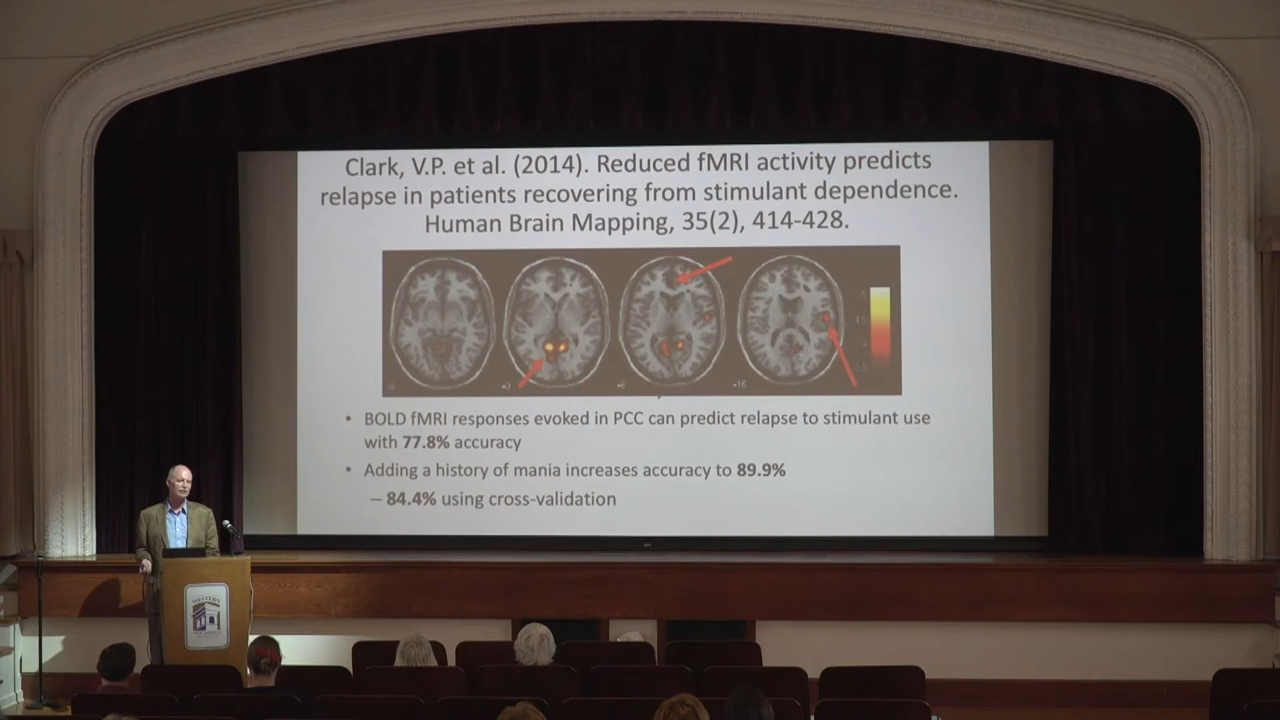 Clark, V.P. et al. (2014). Reduced fMRI activity predicts
relapse in patients recovering from stimulant dependence.
Human Brain Mapping, 35(2), 414-428.
-16
• BOLD fMRI responses evoked in PCC can predict relapse to stimulant use
with 77.8% accuracy
• Adding a history of mania increases accuracy to 89.9%
– 84.4% using cross-validation
WESTERN